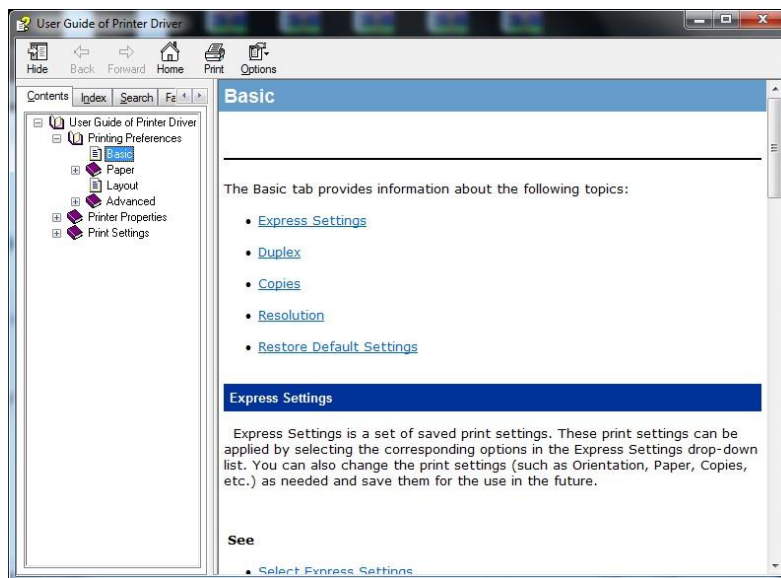 User Guide of Printer Driver
Hide Back Forward Home Print Options
Contents Index Search
Basic
User Guide of Printer Driver
Printing Preferences
Basic
Paper
Layout
Advanced
Printer Properties
Print Settings
The Basic tab provides information about the following topics:
• Express Settings
• Duplex
• Copies
• Resolution
• Restore Default Settings
Express Settings
Express Settings is a set of saved print settings. These print settings can be
applied by selecting the corresponding options in the Express Settings drop-down
list. You can also change the print settings (such as Orientation, Paper, Copies,
etc.) as needed and save them for the use in the future.
See
• Select Express Settings